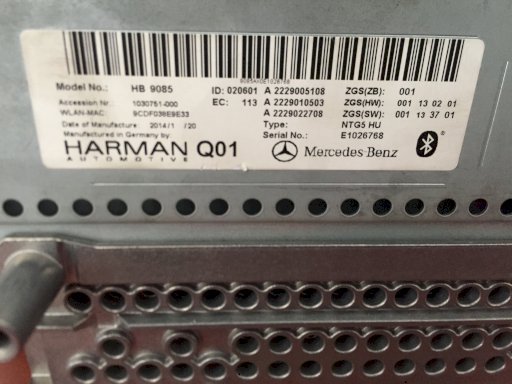 9085AH0E1026768
Model No.: HB 9085 ID: 020601 A 2229005108 ZGS(ZB): 001
Accession Nr.: 1030751-000 EC: 113 A 2229010503 ZGS(HW): 001 13 02 01
WLAN-MAC: 9CDF038E9E33 A 2229022708 ZGS(SW): 001 13 37 01
Date of Manufacture: 2014/1 /20 Type: NTG5 HU
Manufactured in Germany by: Serial No.: E1026768
HARMAN Q01 Mercedes-Benz
AUTOMOTIVE